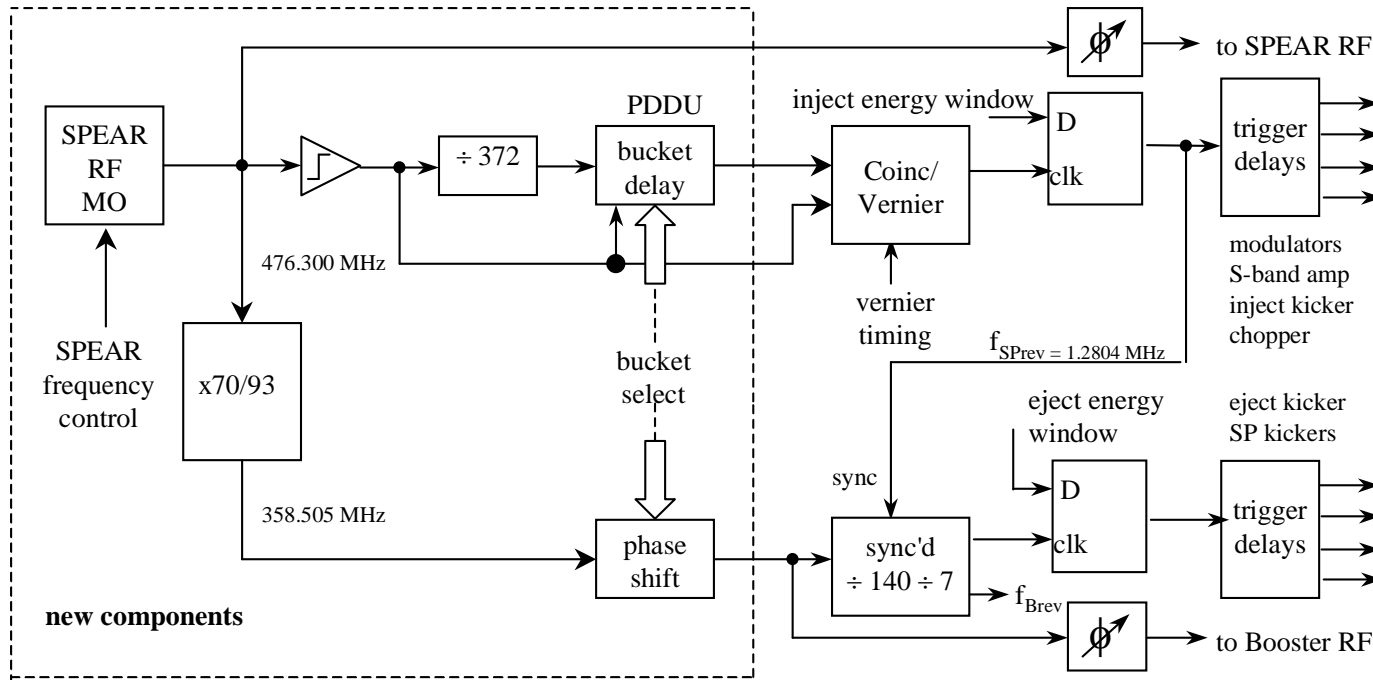 to SPEAR RF
PDDU
inject energy window
SPEAR
RF
MO
÷ 372
bucket
delay
Coinc/
Vernier
D
clk
trigger
delays
476.300 MHz
vernier
timing
modulators
S-band amp
inject kicker
chopper
SPEAR
frequency
control
x70/93
bucket
select
fSPrev = 1.2804 MHz
eject energy
window
eject kicker
SP kickers
sync
358.505 MHz
phase
shift
sync'd
÷ 140 ÷ 7
D
clk
trigger
delays
fBrev
new components
ϕ
ϕ
to Booster RF